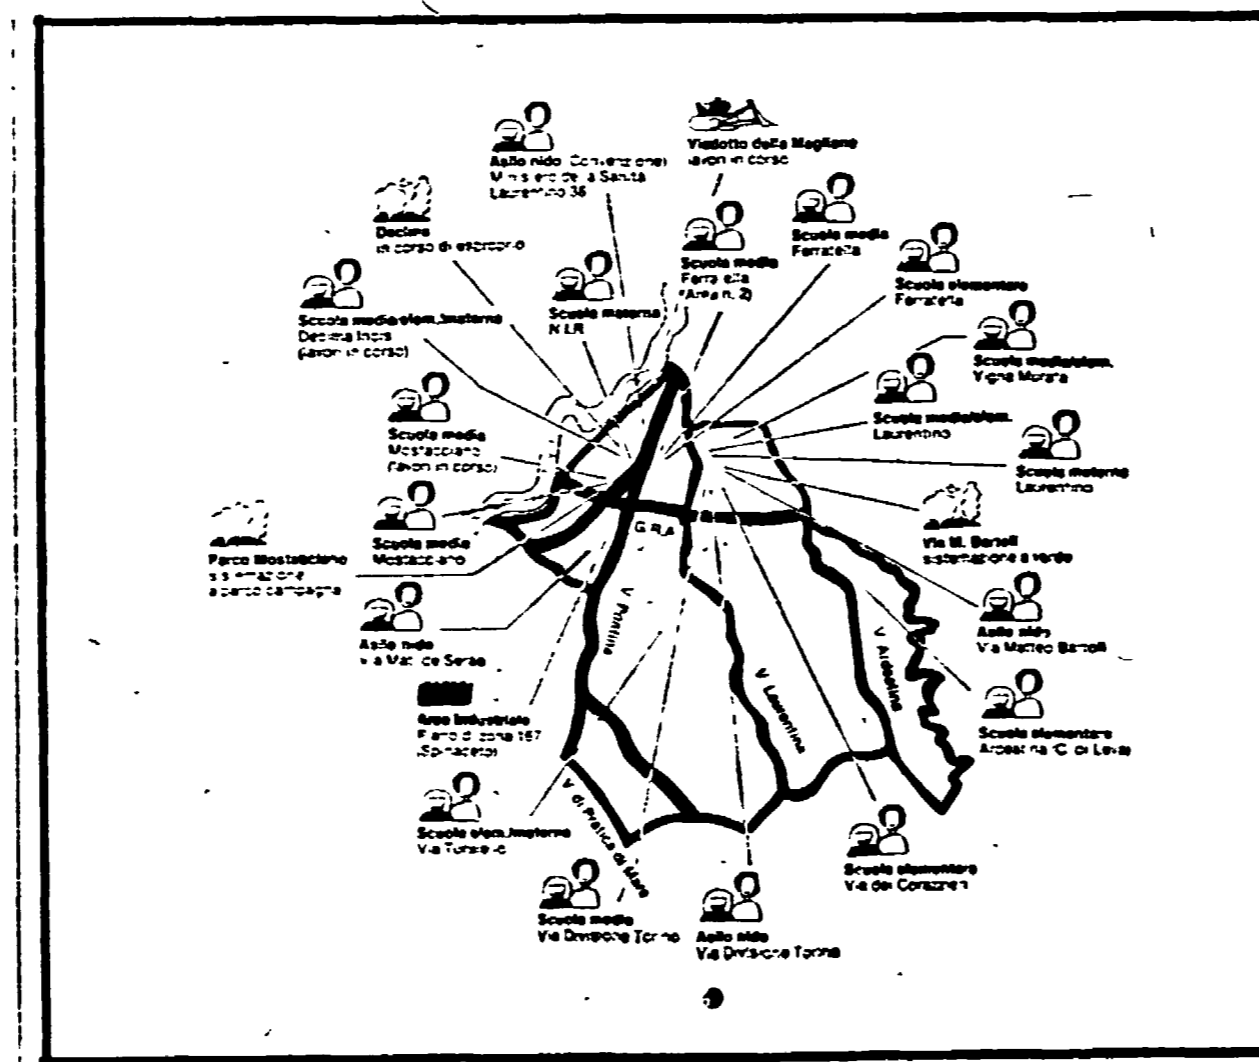 Asilo nido (Convenzione)
Ministero della Sanità
Laurentino 38
Viadotto della Magliana
lavori in corso
Decima
in corso di esproprio
Scuola media
Ferratella
(Area n. 2)
Scuola media
Ferratella
Scuola elementare
Ferratella
Scuola media/elem./materna
Decima
(lavori in corso)
Scuola materna
Scuola media/elem.
Vigna Murata
Scuola media/elem.
Laurentino
Scuola media
Mostacciano
(lavori in corso)
Scuola materna
Laurentino
Scuola media
Mostacciano
Parco Mostacciano
sistemazione
a parco campagna
Via M. Bartoli
sistemazione a verde
G.R.A.
Asilo nido
Via Matilde Serao
V. Pontina
V. Laurentina
V. Ardeatina
Asilo nido
Via Matteo Bartoli
Area Industriale
Piano di zona 167
(Spinaceto)
Scuola elementare
Ardeatina (C. di Leva)
Scuola elem./materna
V. di Pratica di Mare
Scuola elementare
Via dei Corazzieri
Scuola media
Via Divisione Torino
Asilo nido
Via Divisione Torino